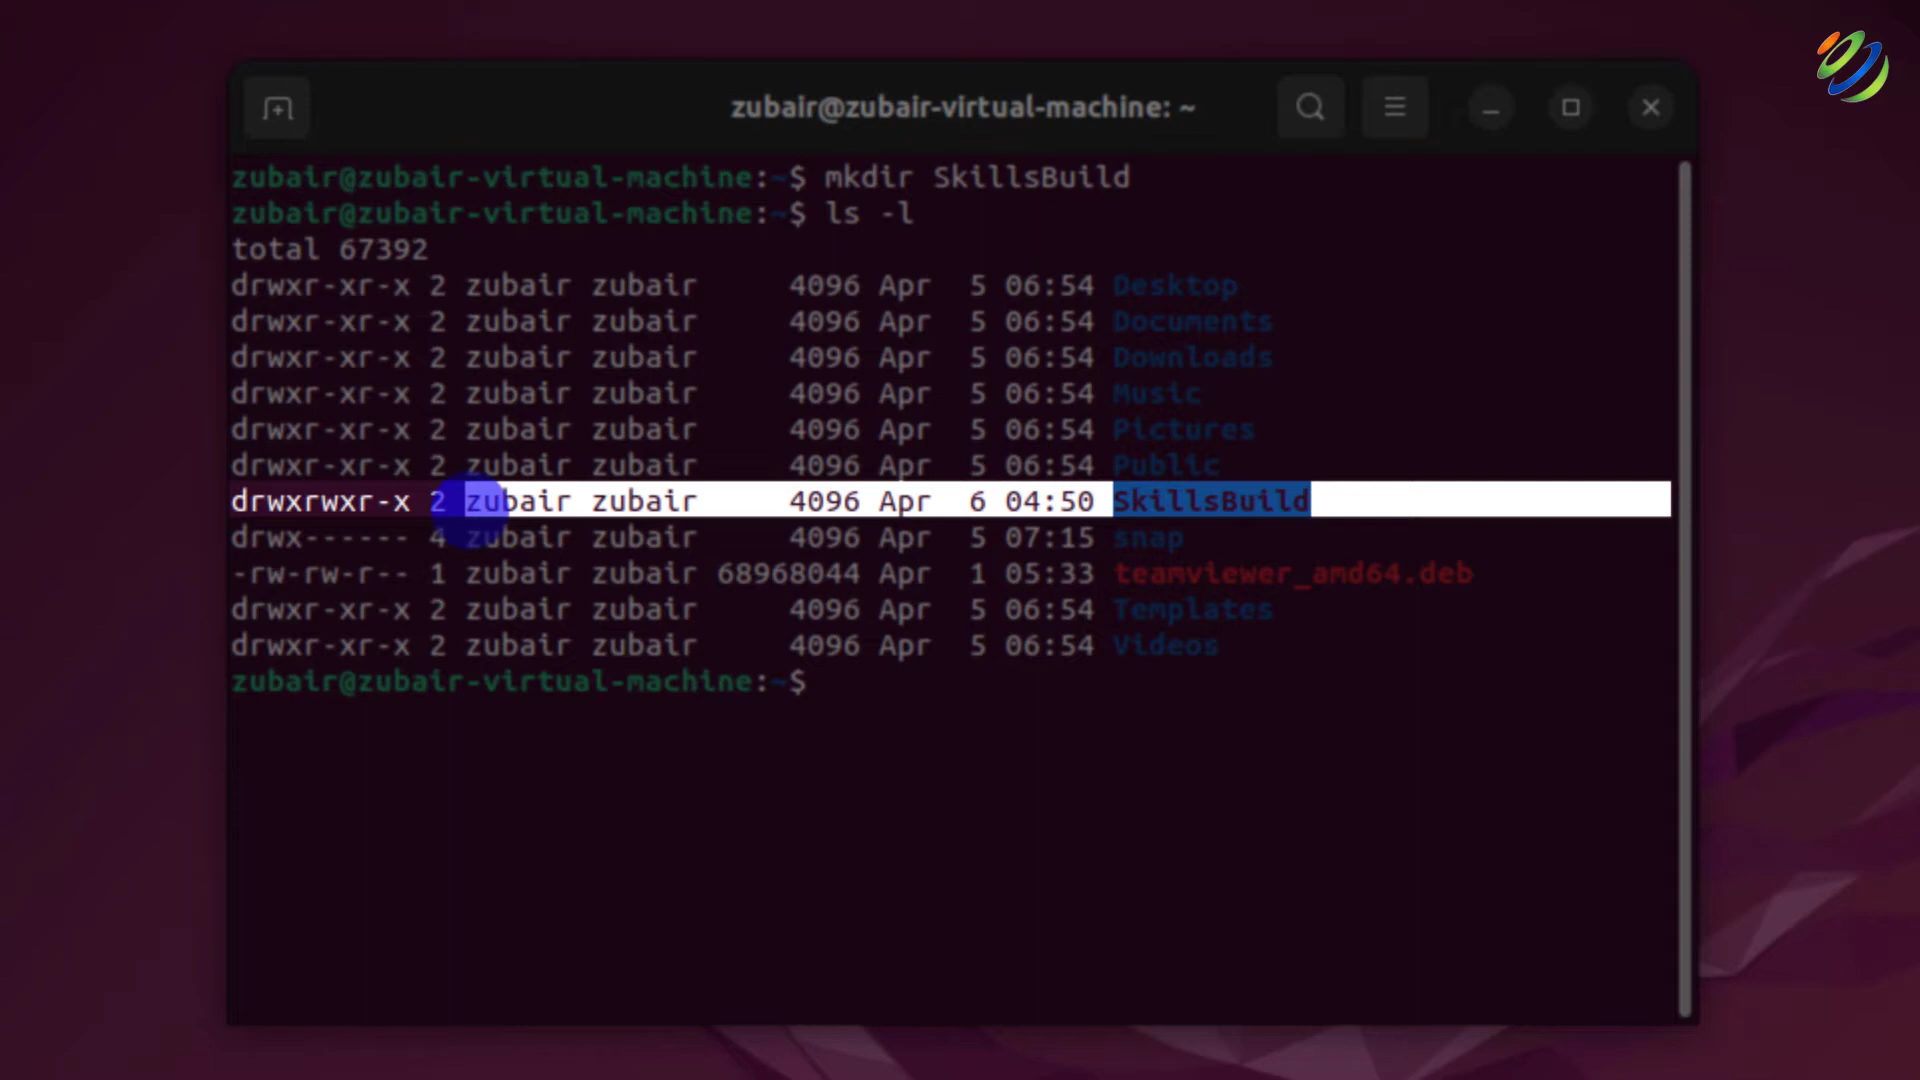 zubair@zubair-virtual-machine: ~
zubair@zubair-virtual-machine:~$ mkdir SkillsBuild
zubair@zubair-virtual-machine:~$ ls -l
total 67392
drwxr-xr-x 2 zubair zubair     4096 Apr  5 06:54 Desktop
drwxr-xr-x 2 zubair zubair     4096 Apr  5 06:54 Documents
drwxr-xr-x 2 zubair zubair     4096 Apr  5 06:54 Downloads
drwxr-xr-x 2 zubair zubair     4096 Apr  5 06:54 Music
drwxr-xr-x 2 zubair zubair     4096 Apr  5 06:54 Pictures
drwxr-xr-x 2 zubair zubair     4096 Apr  5 06:54 Public
drwxrwxr-x 2 zubair zubair     4096 Apr  6 04:50 SkillsBuild
drwx------ 4 zubair zubair     4096 Apr  5 07:15 snap
-rw-rw-r-- 1 zubair zubair 68968044 Apr  1 05:33 teamviewer_amd64.deb
drwxr-xr-x 2 zubair zubair     4096 Apr  5 06:54 Templates
drwxr-xr-x 2 zubair zubair     4096 Apr  5 06:54 Videos
zubair@zubair-virtual-machine:~$